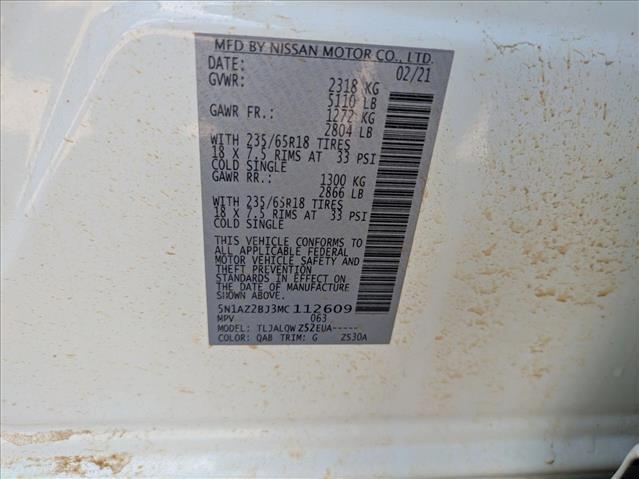 MFD BY NISSAN MOTOR CO., LTD.
DATE: 02/21
GVWR: 2318 KG
5110 LB
GAWR FR.: 1272 KG
2804 LB
WITH 235/65R18 TIRES
18 X 7.5 RIMS AT 33 PSI
COLD SINGLE
GAWR RR.: 1300 KG
2866 LB
WITH 235/65R18 TIRES
18 X 7.5 RIMS AT 33 PSI
COLD SINGLE
THIS VEHICLE CONFORMS TO
ALL APPLICABLE FEDERAL
MOTOR VEHICLE SAFETY AND
THEFT PREVENTION
STANDARDS IN EFFECT ON
THE DATE OF MANUFACTURE
SHOWN ABOVE.
5N1AZ2BJ3MC112609
MPV 063
MODEL: TLJALQWZ52EUA-----
COLOR: QAB TRIM: G ZS30A